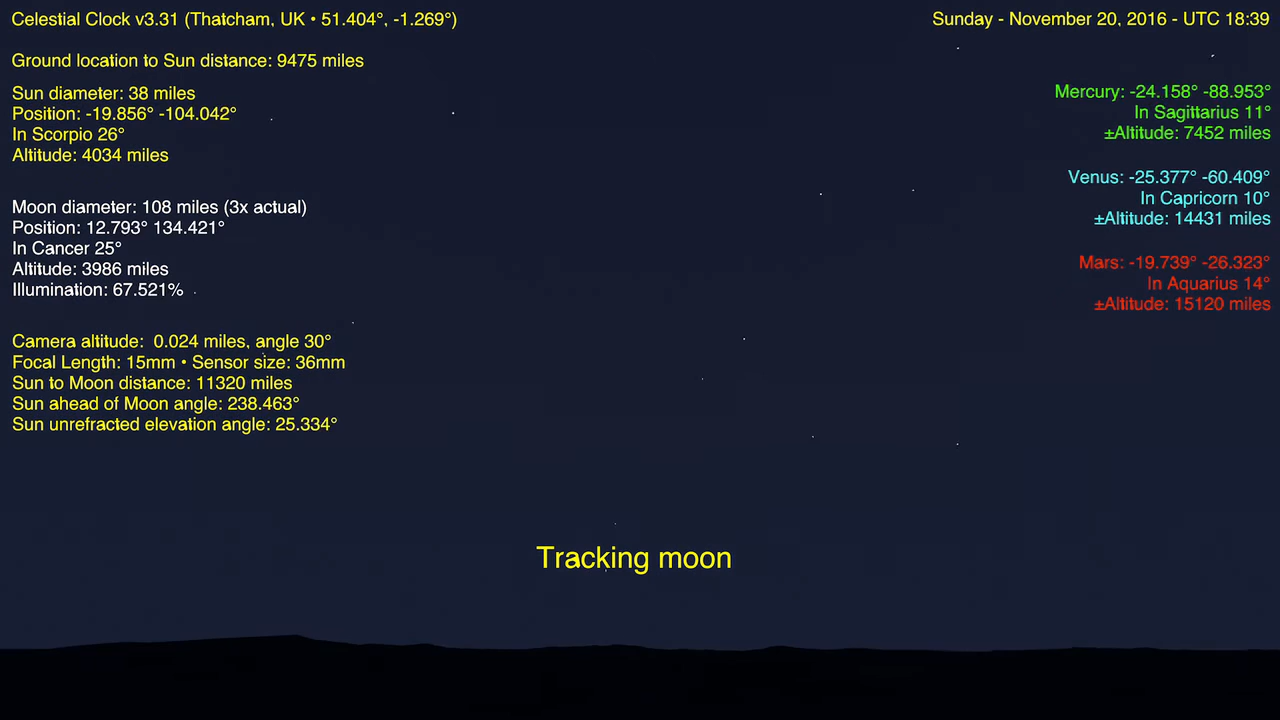 Celestial Clock v3.31 (Thatcham, UK • 51.404°, -1.269°)
Sunday - November 20, 2016 - UTC 18:39
Ground location to Sun distance: 9475 miles
Sun diameter: 38 miles
Position: -19.856° -104.042°
In Scorpio 26°
Altitude: 4034 miles
Moon diameter: 108 miles (3x actual)
Position: 12.793° 134.421°
In Cancer 25°
Altitude: 3986 miles
Illumination: 67.521%
Camera altitude:  0.024 miles, angle 30°
Focal Length: 15mm • Sensor size: 36mm
Sun to Moon distance: 11320 miles
Sun ahead of Moon angle: 238.463°
Sun unrefracted elevation angle: 25.334°
Mercury: -24.158° -88.953°
In Sagittarius 11°
±Altitude: 7452 miles
Venus: -25.377° -60.409°
In Capricorn 10°
±Altitude: 14431 miles
Mars: -19.739° -26.323°
In Aquarius 14°
±Altitude: 15120 miles
Tracking moon